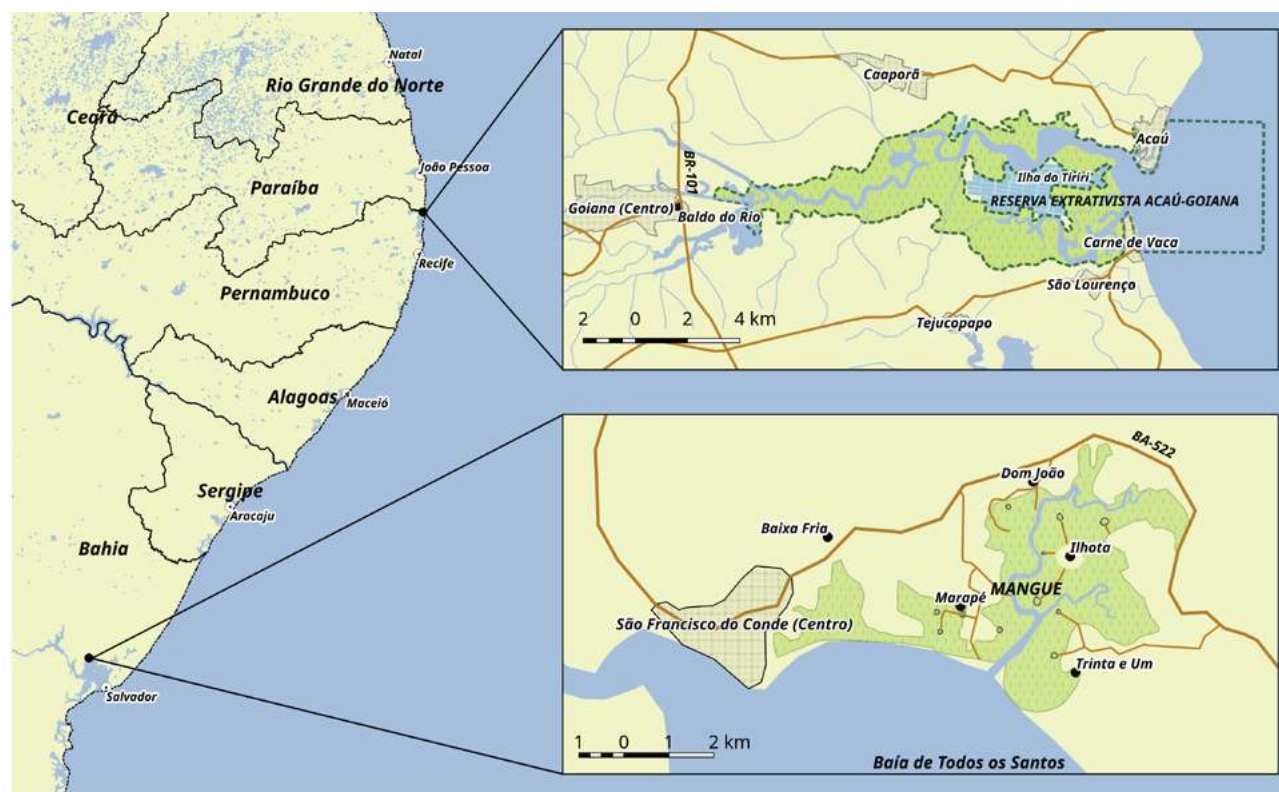 Natal
Rio Grande do Norte
Ceará
João Pessoa
Paraíba
Recife
Pernambuco
Alagoas
Maceió
Sergipe
Aracaju
Bahia
Salvador
Caaporã
Acaú
BR-101
Ilha do Tiriri
RESERVA EXTRATIVISTA ACAÚ-GOIANA
Goiana (Centro)
Baldo do Rio
Carne de Vaca
São Lourenço
Tejucopapo
2 0 2 4 km
BA-522
Dom João
Baixa Fria
Ilhota
MANGUE
Marapé
São Francisco do Conde (Centro)
Trinta e Um
1 0 1 2 km
Baía de Todos os Santos